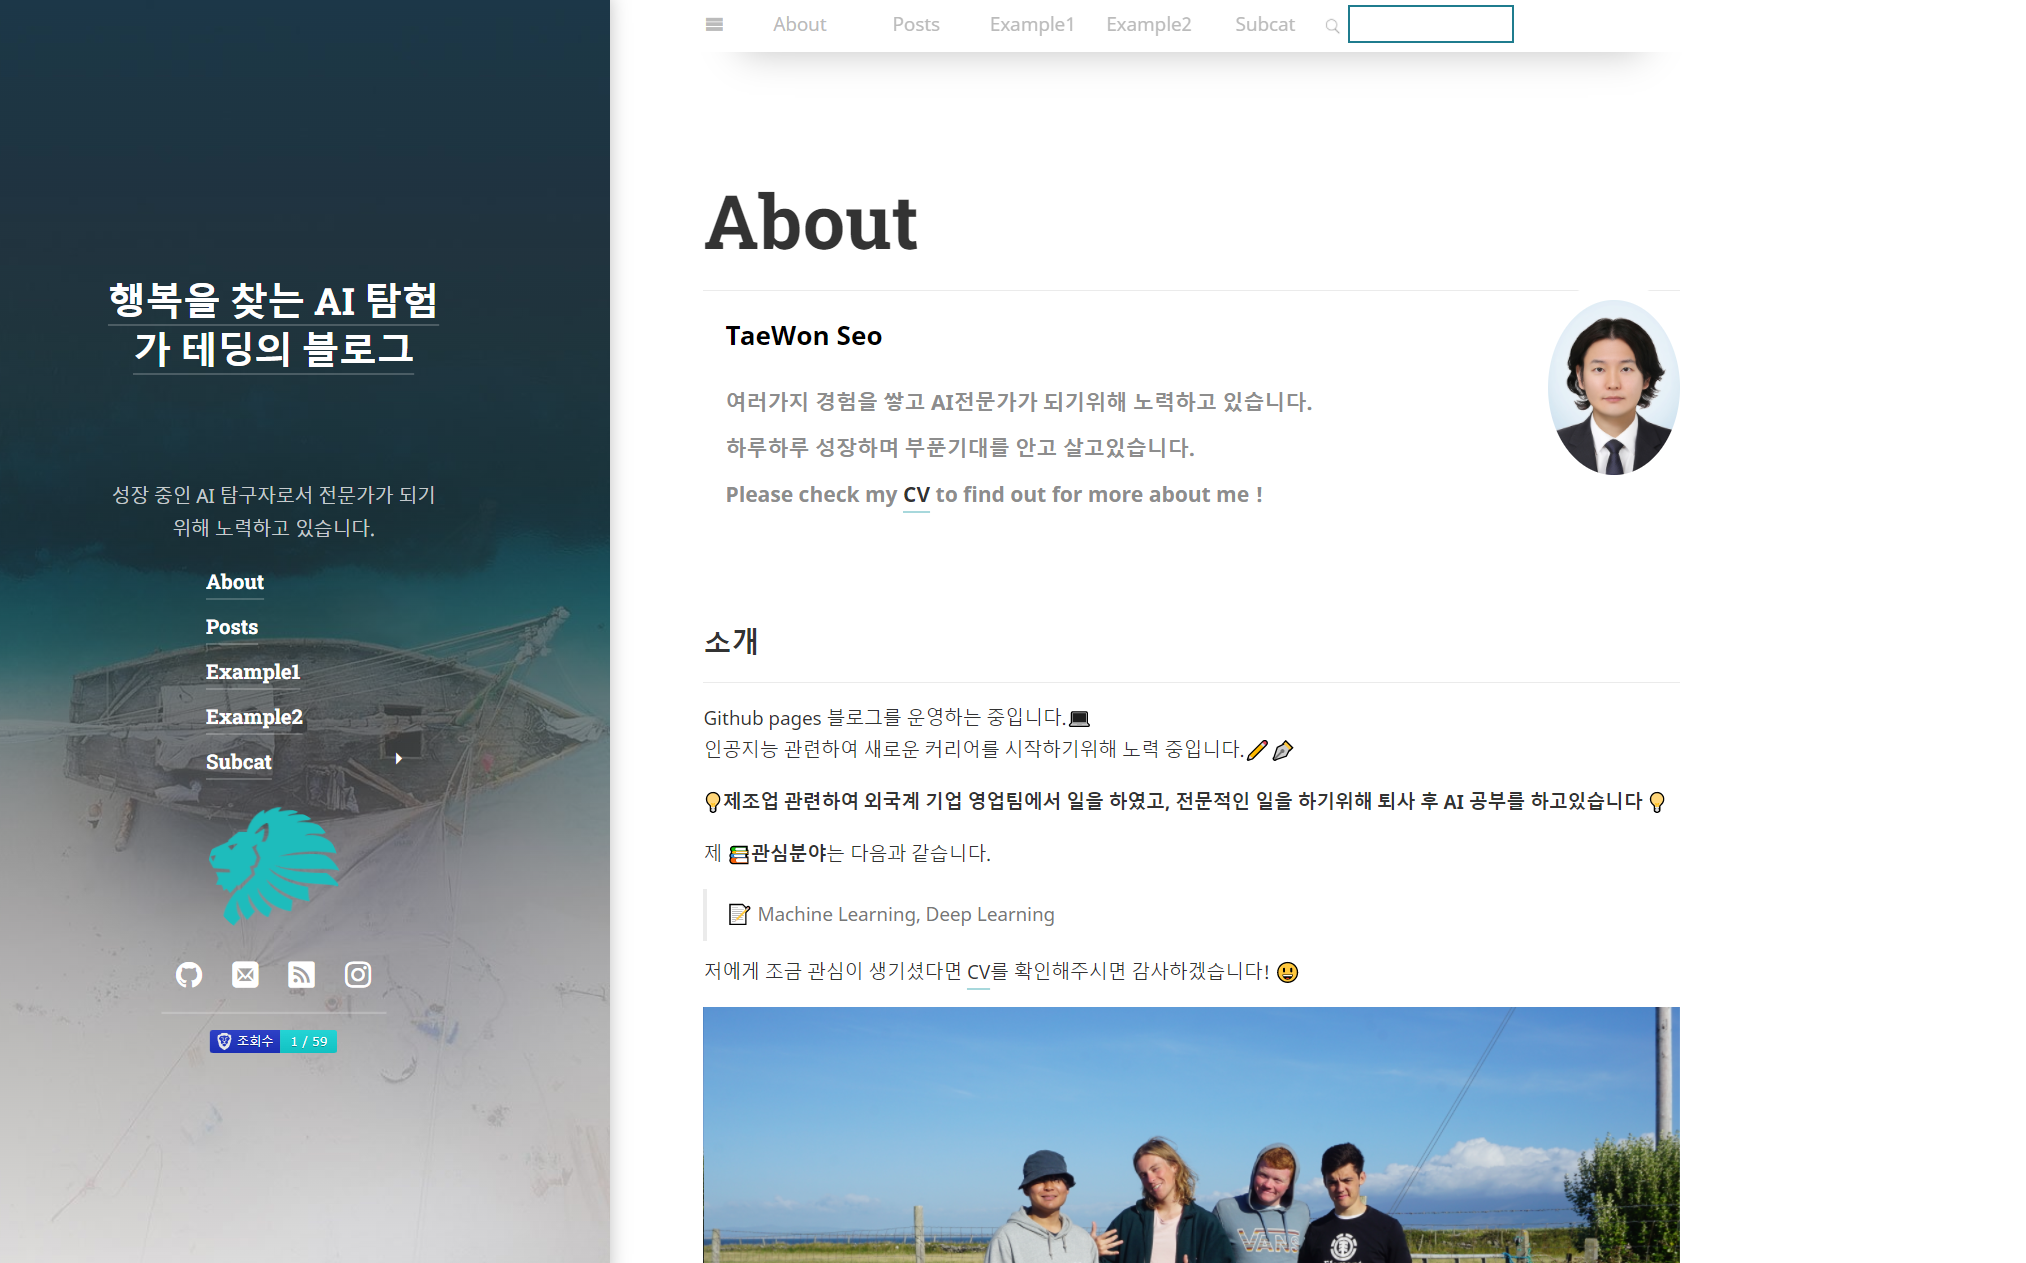 행복을 찾는 AI 탐험
가 테딩의 블로그
성장 중인 AI 탐구자로서 전문가가 되기
위해 노력하고 있습니다.
About
Posts
Example1
Example2
Subcat
조회수 1 / 59
About Posts Example1 Example2 Subcat
About
TaeWon Seo
여러가지 경험을 쌓고 AI전문가가 되기위해 노력하고 있습니다.
하루하루 성장하며 부푼기대를 안고 살고있습니다.
Please check my CV to find out for more about me !
소개
Github pages 블로그를 운영하는 중입니다.💻
인공지능 관련하여 새로운 커리어를 시작하기위해 노력 중입니다.✏️✒️
💡제조업 관련하여 외국계 기업 영업팀에서 일을 하였고, 전문적인 일을 하기위해 퇴사 후 AI 공부를 하고있습니다💡
제 📚관심분야는 다음과 같습니다.
📝 Machine Learning, Deep Learning
저에게 조금 관심이 생기셨다면 CV를 확인해주시면 감사하겠습니다! 😃
VANS